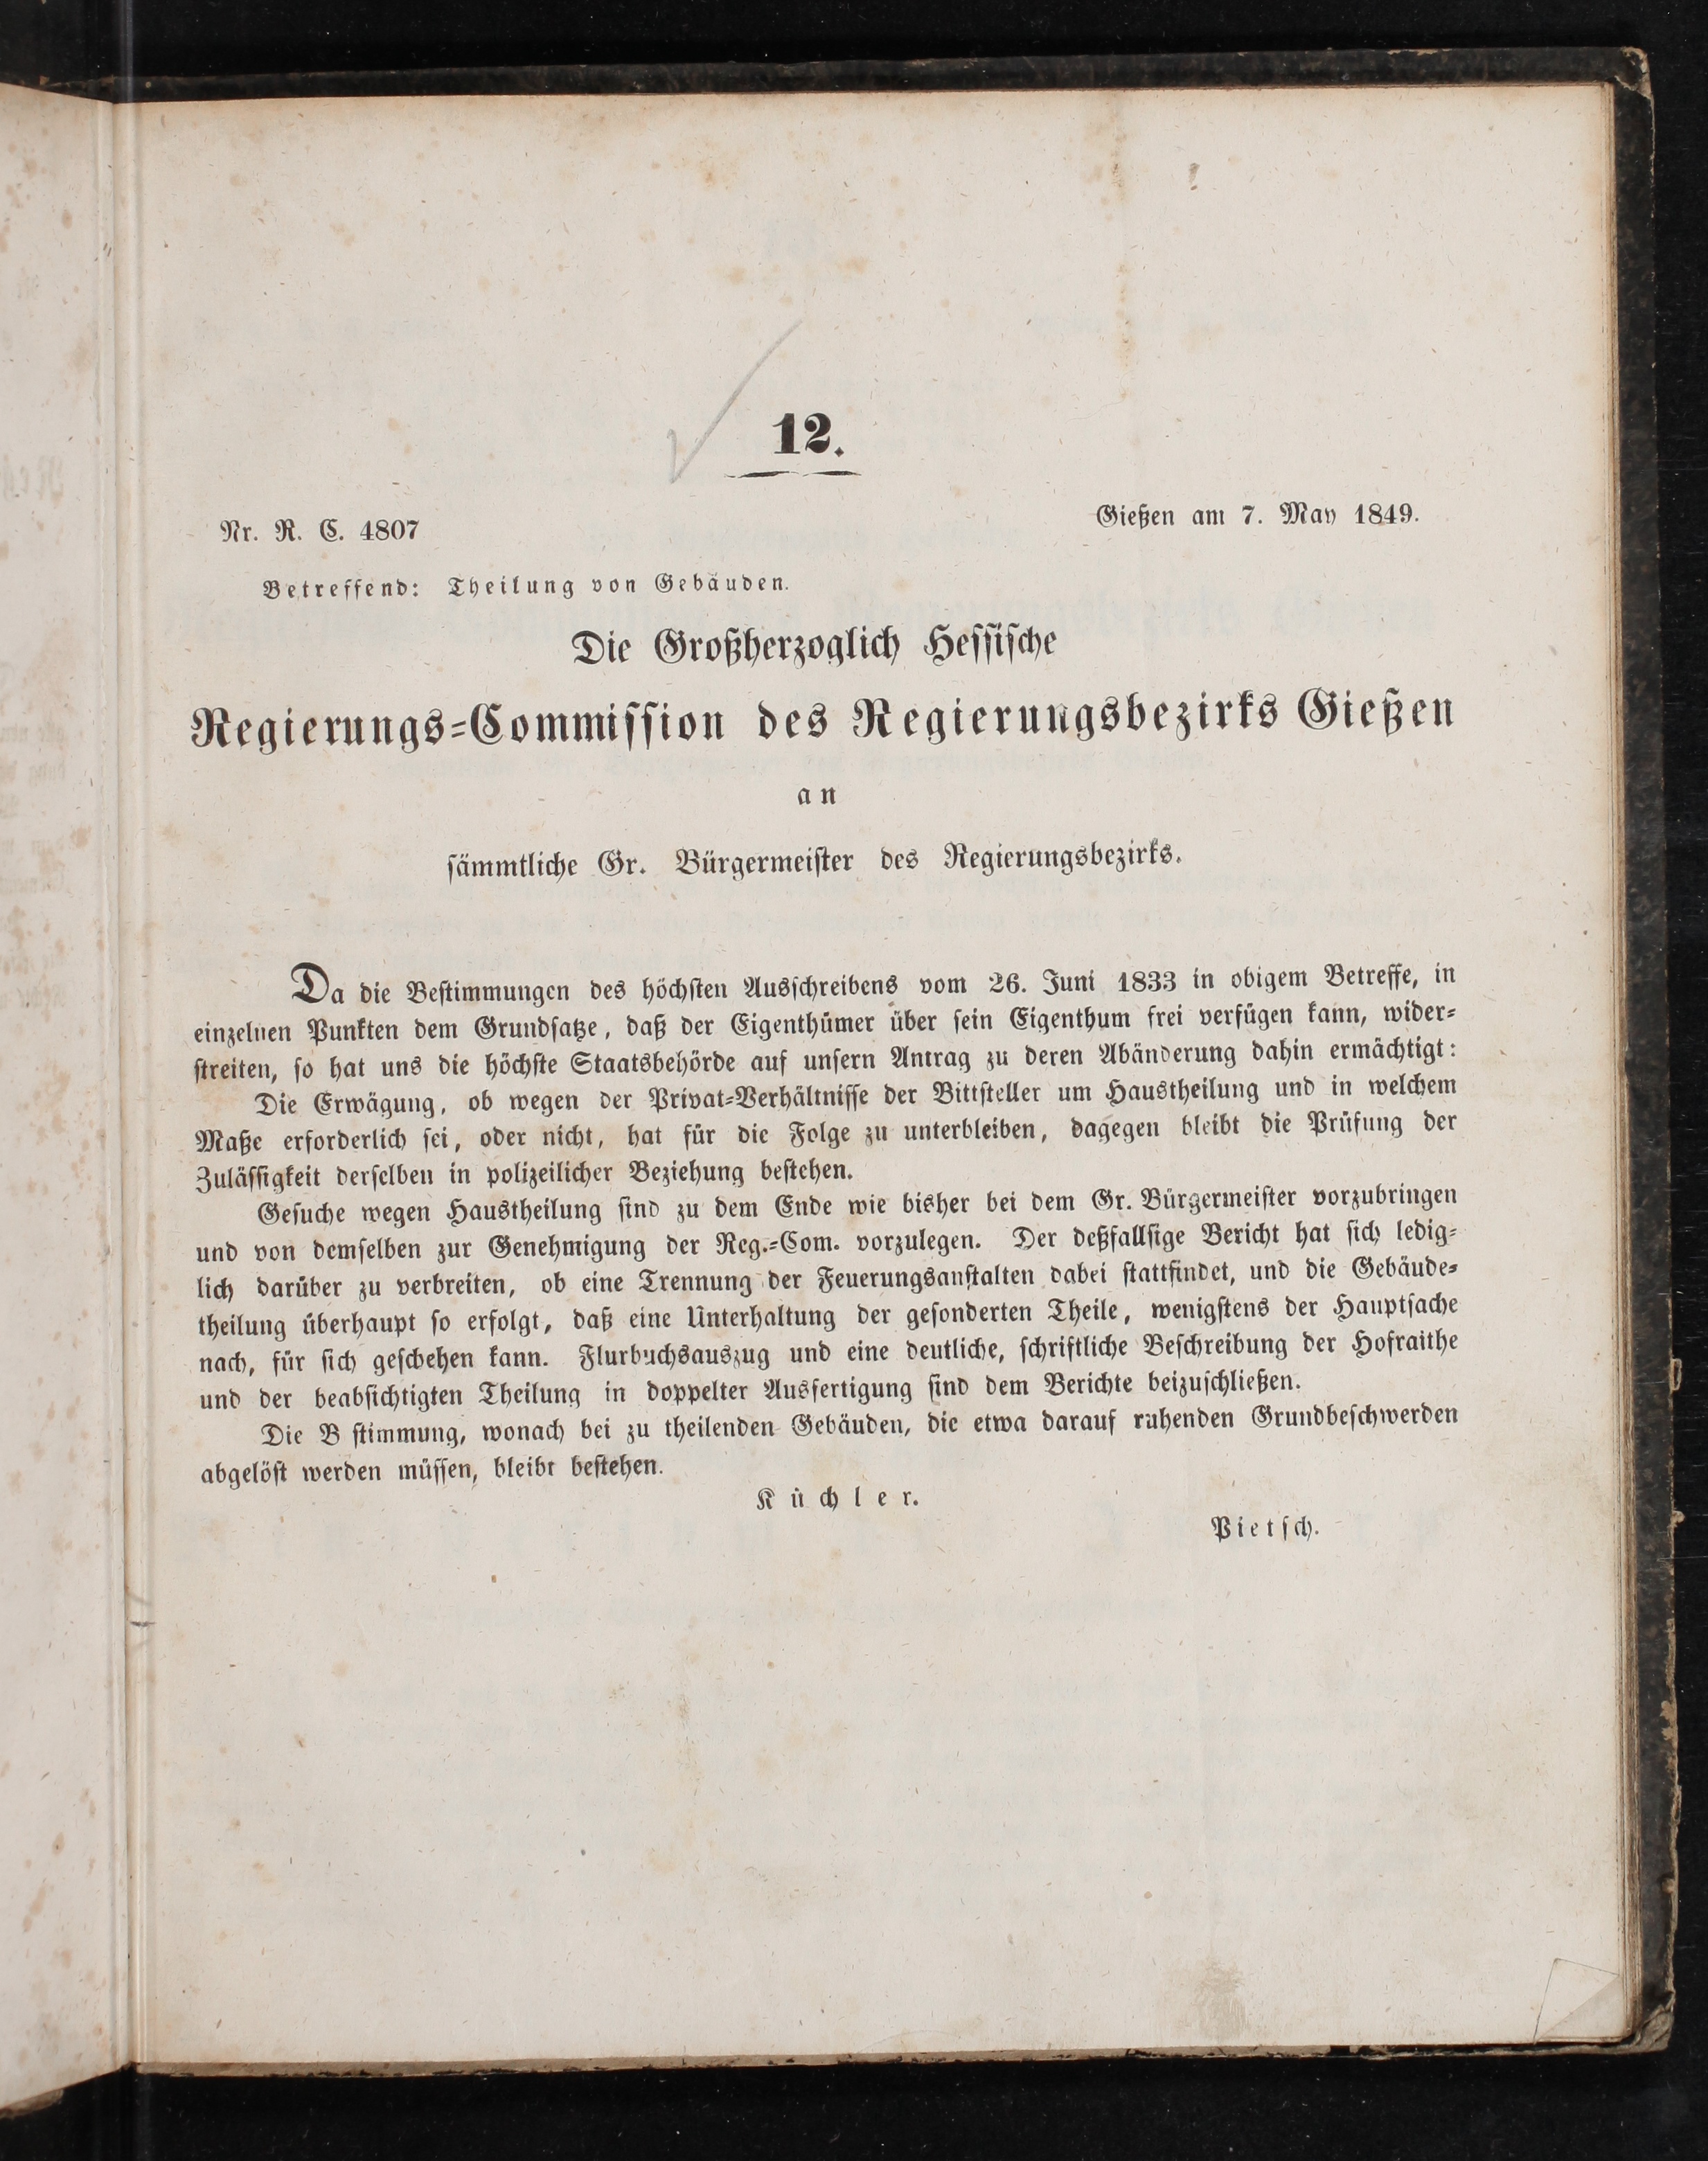 12.
Nr. R. C. 4807
Gießen am 7. May 1849.
Betreffend: Theilung von Gebäuden.
Die Großherzoglich Hessische
Regierungs-Commission des Regierungsbezirks Gießen
an
sämmtliche Gr. Bürgermeister des Regierungsbezirks.
Da die Bestimmungen des höchsten Ausschreibens vom 26. Juni 1833 in obigem Betreffe, in
einzelnen Punkten dem Grundsatze, daß der Eigenthümer über sein Eigenthum frei verfügen kann, wider-
streiten, so hat uns die höchste Staatsbehörde auf unsern Antrag zu deren Abänderung dahin ermächtigt:
Die Erwägung, ob wegen der Privat-Verhältnisse der Bittsteller um Haustheilung und in welchem
Maße erforderlich sei, oder nicht, hat für die Folge zu unterbleiben, dagegen bleibt die Prüfung der
Zulässigkeit derselben in polizeilicher Beziehung bestehen.
Gesuche wegen Haustheilung sind zu dem Ende wie bisher bei dem Gr. Bürgermeister vorzubringen
und von demselben zur Genehmigung der Reg.-Com. vorzulegen. Der deßfallsige Bericht hat sich ledig-
lich darüber zu verbreiten, ob eine Trennung der Feuerungsanstalten dabei stattfindet, und die Gebäude-
theilung überhaupt so erfolgt, daß eine Unterhaltung der gesonderten Theile, wenigstens der Hauptsache
nach, für sich geschehen kann. Flurbuchsauszug und eine deutliche, schriftliche Beschreibung der Hofraithe
und der beabsichtigten Theilung in doppelter Ausfertigung sind dem Berichte beizuschließen.
Die B stimmung, wonach bei zu theilenden Gebäuden, die etwa darauf ruhenden Grundbeschwerden
abgelöst werden müssen, bleibt bestehen.
Küchler.
Pietsch.